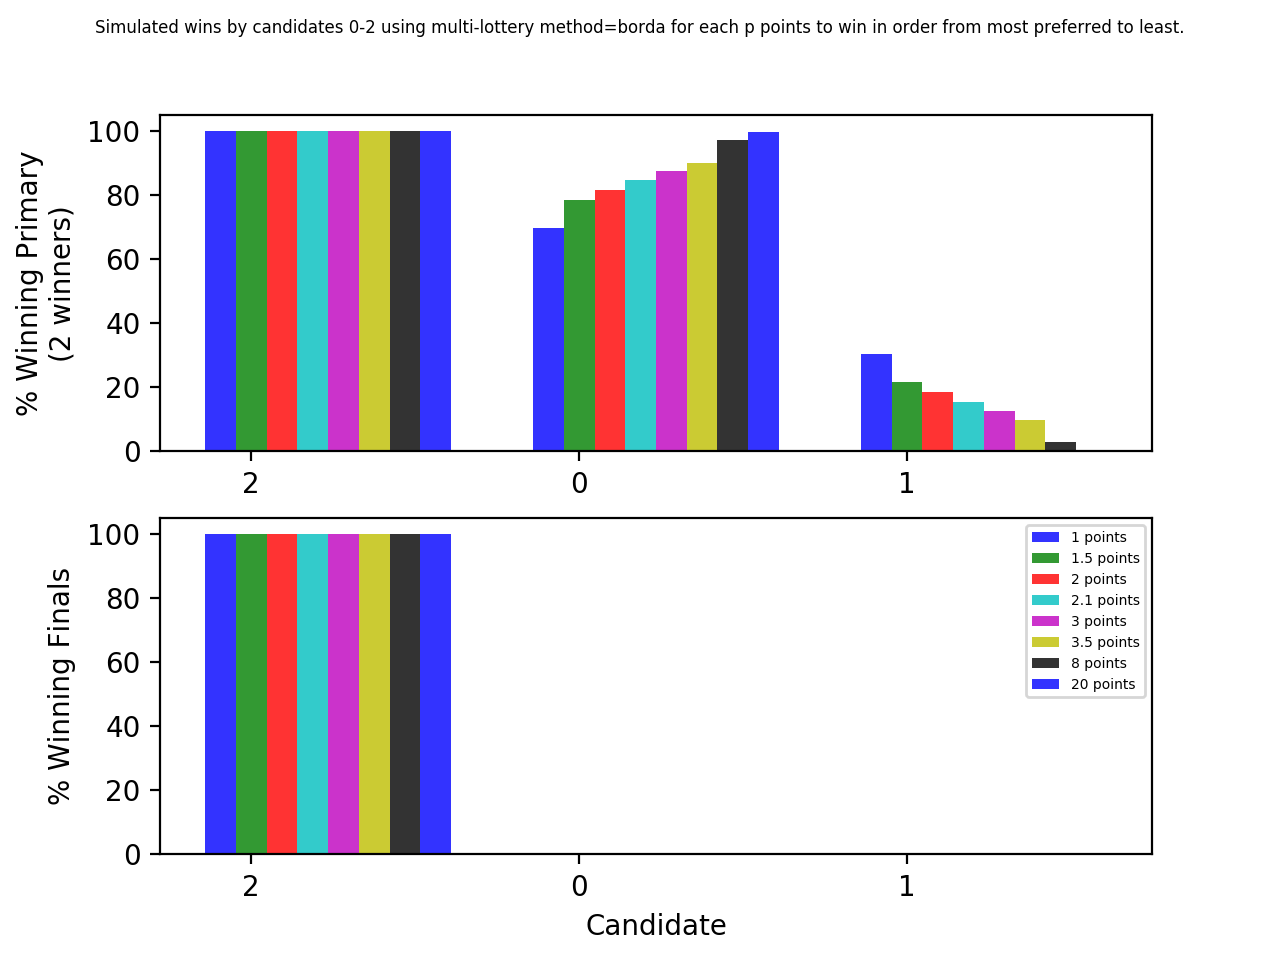 Simulated wins by candidates 0-2 using multi-lottery method=borda for each p points to win in order from most preferred to least.
% Winning Primary
(2 winners)
100
80
60
40
20
0
2
0
1
% Winning Finals
100
80
60
40
20
0
1 points
1.5 points
2 points
2.1 points
3 points
3.5 points
8 points
20 points
2
0
1
Candidate